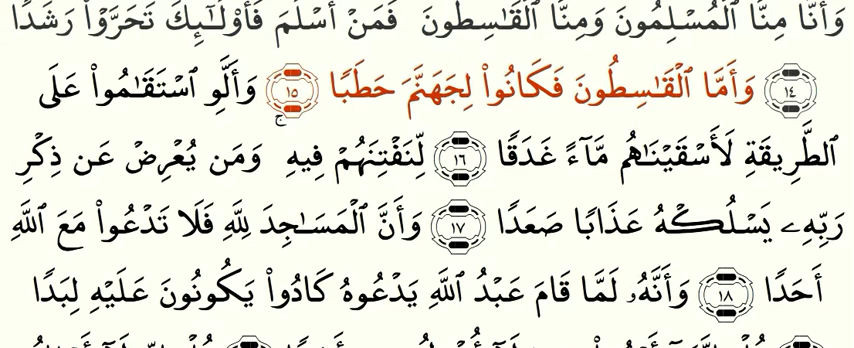 وَأَنَّا مِنَّا ٱلْمُسْلِمُونَ وَمِنَّا ٱلْقَـٰسِطُونَ ۖ فَمَنْ أَسْلَمَ فَأُو۟لَـٰٓئِكَ تَحَرَّوْا۟ رَشَدًا
﴿١٤﴾ وَأَمَّا ٱلْقَـٰسِطُونَ فَكَانُوا۟ لِجَهَنَّمَ حَطَبًا ﴿١٥﴾ وَأَلَّوِ ٱسْتَقَـٰمُوا۟ عَلَى
ٱلطَّرِيقَةِ لَأَسْقَيْنَـٰهُم مَّآءً غَدَقًا ﴿١٦﴾ لِّنَفْتِنَهُمْ فِيهِ ۚ وَمَن يُعْرِضْ عَن ذِكْرِ
رَبِّهِۦ يَسْلُكْهُ عَذَابًا صَعَدًا ﴿١٧﴾ وَأَنَّ ٱلْمَسَـٰجِدَ لِلَّهِ فَلَا تَدْعُوا۟ مَعَ ٱللَّهِ
أَحَدًا ﴿١٨﴾ وَأَنَّهُۥ لَمَّا قَامَ عَبْدُ ٱللَّهِ يَدْعُوهُ كَادُوا۟ يَكُونُونَ عَلَيْهِ لِبَدًا